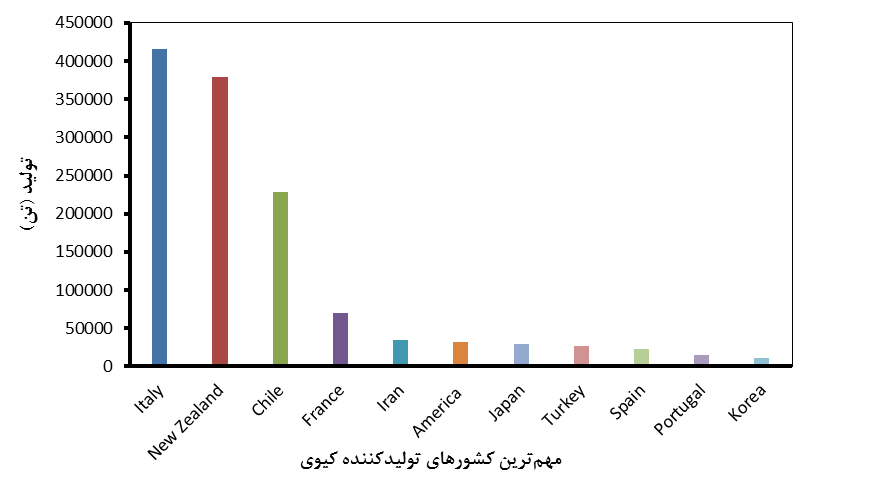 450000
400000
350000
300000
250000
200000
150000
100000
50000
0
تولید (تن)
Italy
New Zealand
Chile
France
Iran
America
Japan
Turkey
Spain
Portugal
Korea
مهم‌ترین کشورهای تولیدکننده کیوی